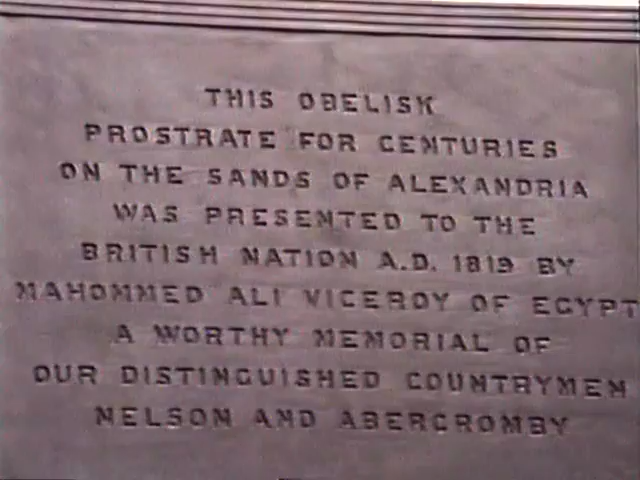 THIS OBELISK
PROSTRATE FOR CENTURIES
ON THE SANDS OF ALEXANDRIA
WAS PRESENTED TO THE
BRITISH NATION A.D. 1819 BY
MAHOMMED ALI VICEROY OF EGYPT
A WORTHY MEMORIAL OF
OUR DISTINGUISHED COUNTRYMEN
NELSON AND ABERCROMBY